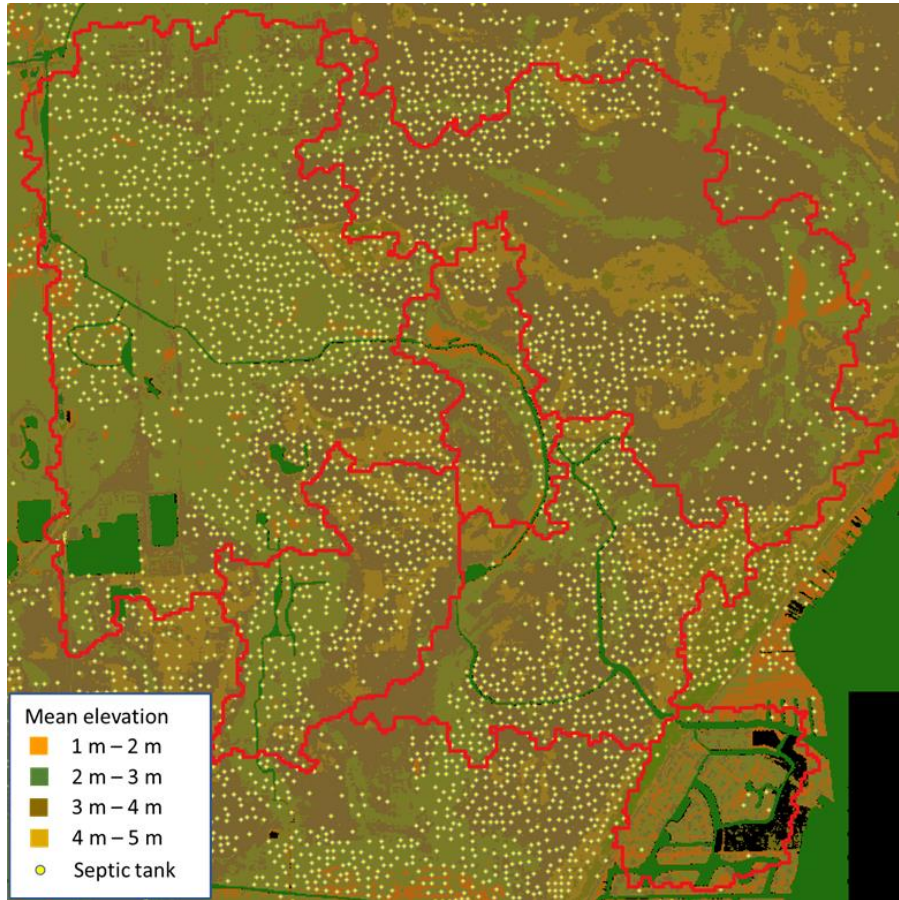 Mean elevation
1 m – 2 m
2 m – 3 m
3 m – 4 m
4 m – 5 m
Septic tank